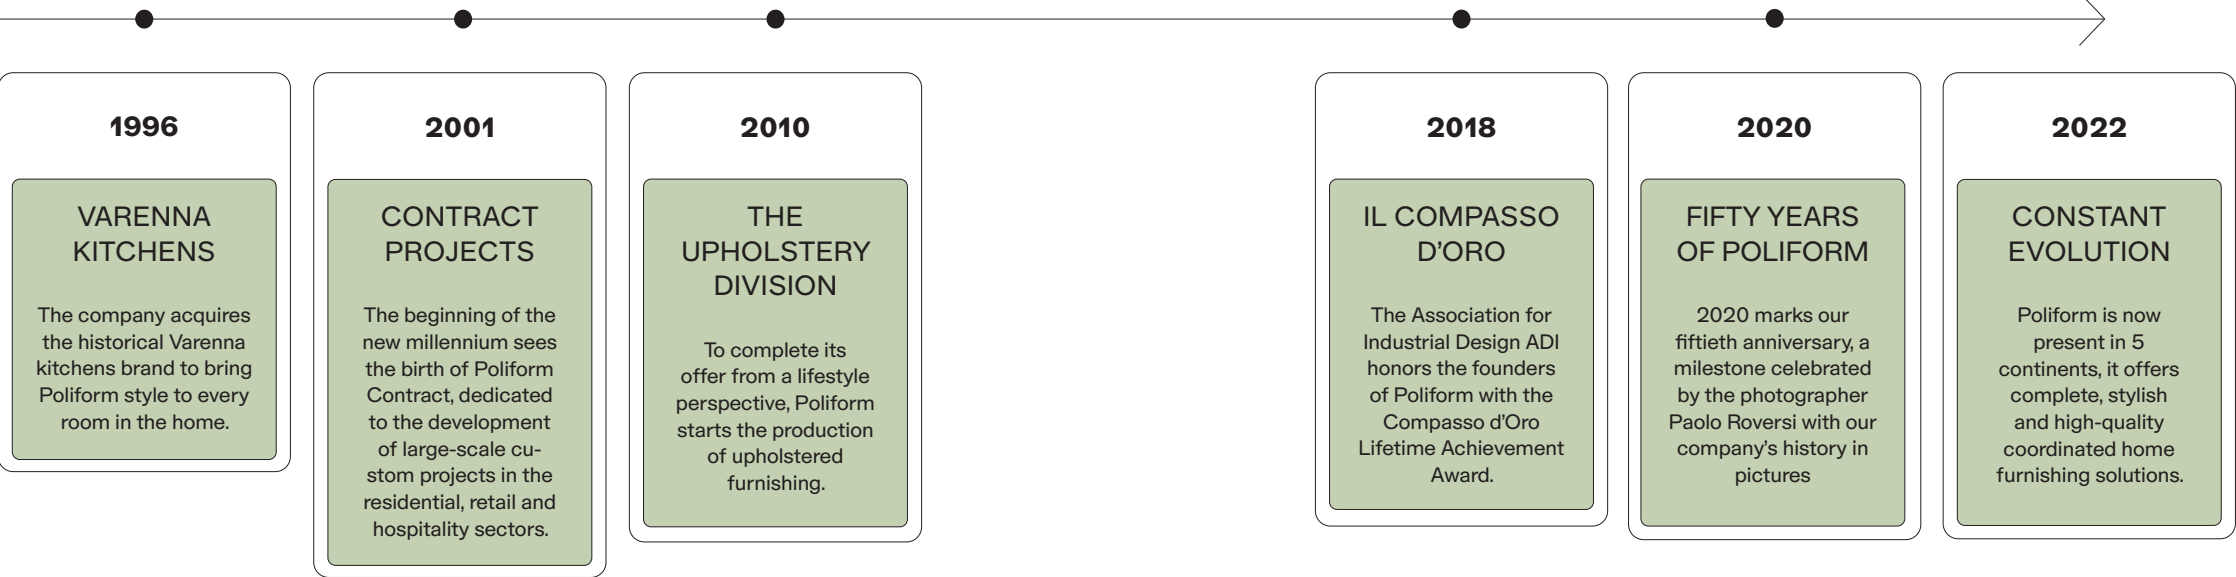 1996
VARENNA
KITCHENS
The company acquires
the historical Varenna
kitchens brand to bring
Poliform style to every
room in the home.
2001
CONTRACT
PROJECTS
The beginning of the
new millennium sees
the birth of Poliform
Contract, dedicated
to the development
of large-scale cu-
stom projects in the
residential, retail and
hospitality sectors.
2010
THE
UPHOLSTERY
DIVISION
To complete its
offer from a lifestyle
perspective, Poliform
starts the production
of upholstered
furnishing.
2018
IL COMPASSO
D’ORO
The Association for
Industrial Design ADI
honors the founders
of Poliform with the
Compasso d’Oro
Lifetime Achievement
Award.
2020
FIFTY YEARS
OF POLIFORM
2020 marks our
fiftieth anniversary, a
milestone celebrated
by the photographer
Paolo Roversi with our
company’s history in
pictures
2022
CONSTANT
EVOLUTION
Poliform is now
present in 5
continents, it offers
complete, stylish
and high-quality
coordinated home
furnishing solutions.